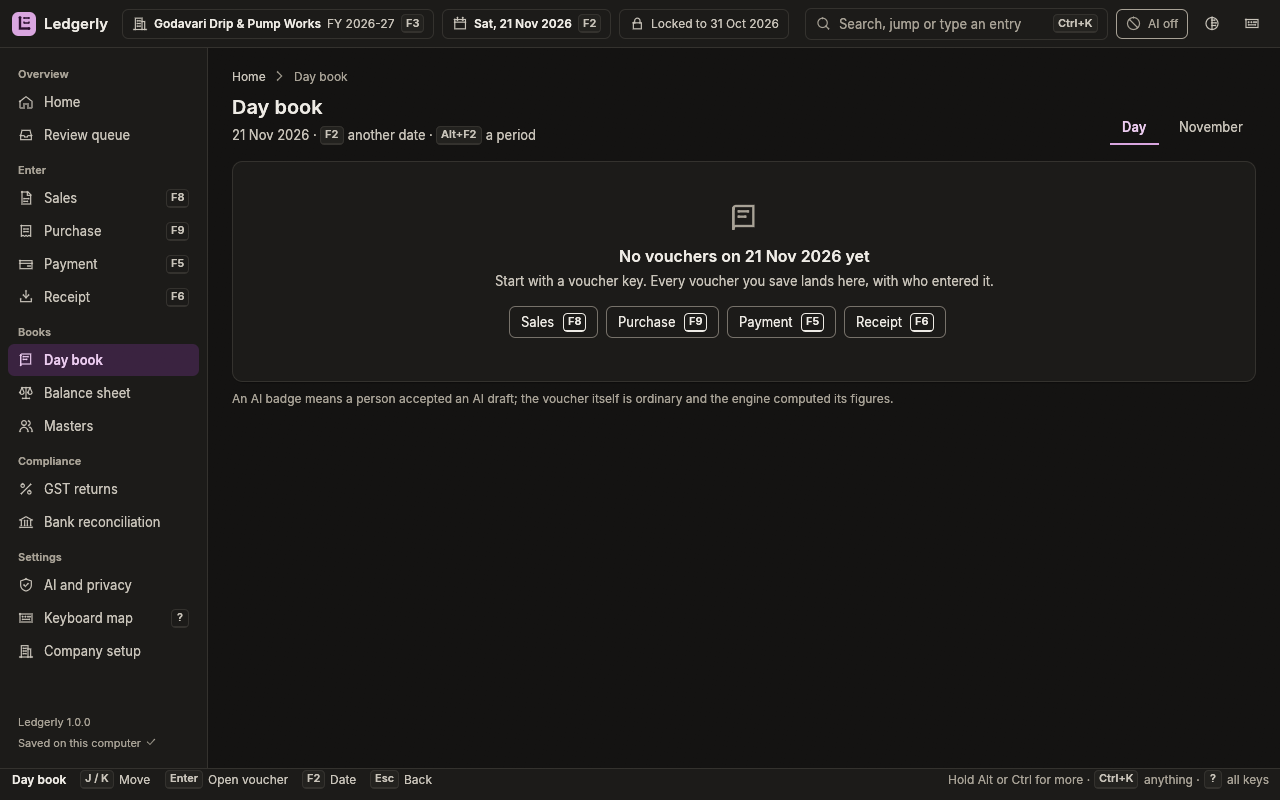 Ledgerly
Godavari Drip & Pump Works FY 2026-27 F3
Sat, 21 Nov 2026 F2
Locked to 31 Oct 2026
Search, jump or type an entry Ctrl+K
AI off
Overview
Home
Review queue
Enter
Sales F8
Purchase F9
Payment F5
Receipt F6
Books
Day book
Balance sheet
Masters
Compliance
GST returns
Bank reconciliation
Settings
AI and privacy
Keyboard map ?
Company setup
Ledgerly 1.0.0
Saved on this computer
Home Day book
Day book
21 Nov 2026 · F2 another date · Alt+F2 a period
Day November
No vouchers on 21 Nov 2026 yet
Start with a voucher key. Every voucher you save lands here, with who entered it.
Sales F8 Purchase F9 Payment F5 Receipt F6
An AI badge means a person accepted an AI draft; the voucher itself is ordinary and the engine computed its figures.
Day book J / K Move Enter Open voucher F2 Date Esc Back
Hold Alt or Ctrl for more · Ctrl+K anything · ? all keys